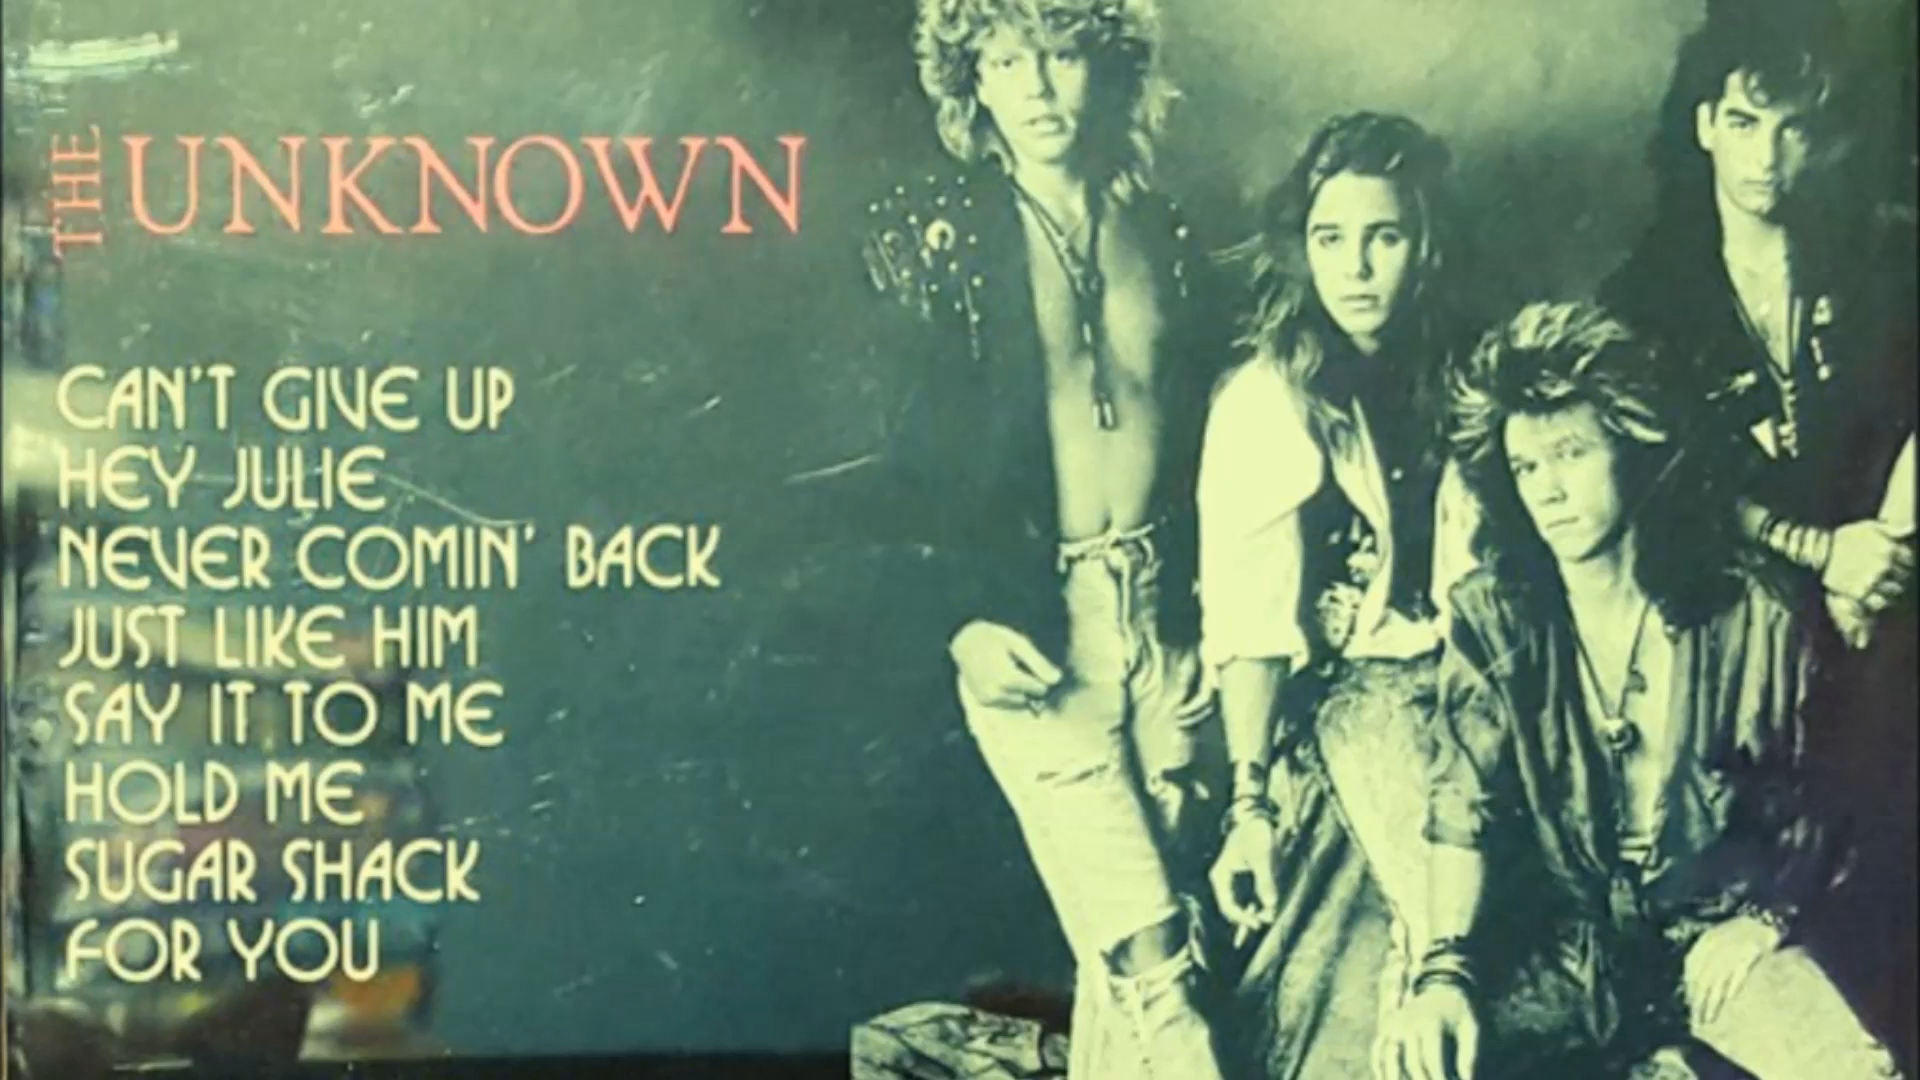 THE UNKNOWN
CAN'T GIVE UP
HEY JULIE
NEVER COMIN' BACK
JUST LIKE HIM
SAY IT TO ME
HOLD ME
SUGAR SHACK
FOR YOU